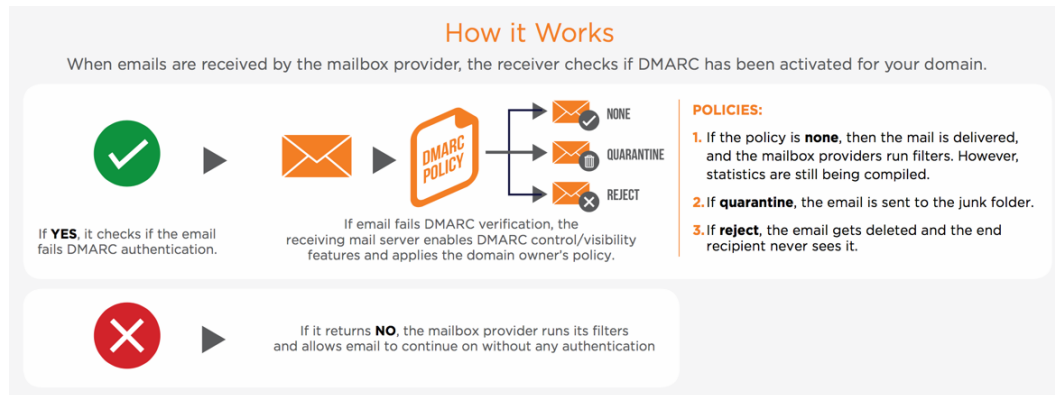 How it Works
When emails are received by the mailbox provider, the receiver checks if DMARC has been activated for your domain.
If YES, it checks if the email
fails DMARC authentication.
DMARC
POLICY
NONE
QUARANTINE
REJECT
If email fails DMARC verification, the
receiving mail server enables DMARC control/visibility
features and applies the domain owner's policy.
POLICIES:
1. If the policy is none, then the mail is delivered,
and the mailbox providers run filters. However,
statistics are still being compiled.
2. If quarantine, the email is sent to the junk folder.
3. If reject, the email gets deleted and the end
recipient never sees it.
If it returns NO, the mailbox provider runs its filters
and allows email to continue on without any authentication